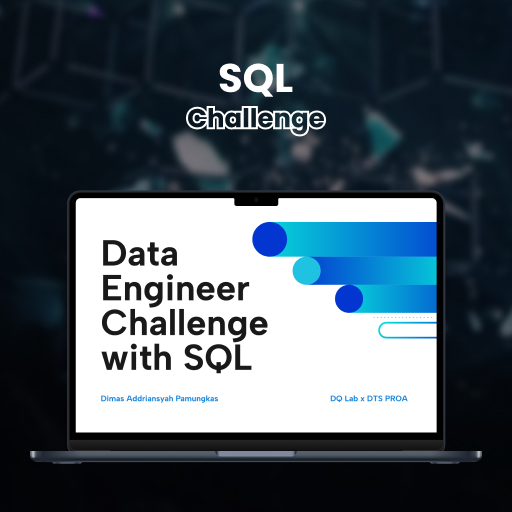 SQL
Challenge
Data
Engineer
Challenge
with SQL
Dimas Addriansyah Pamungkas
DQ Lab x DTS PROA